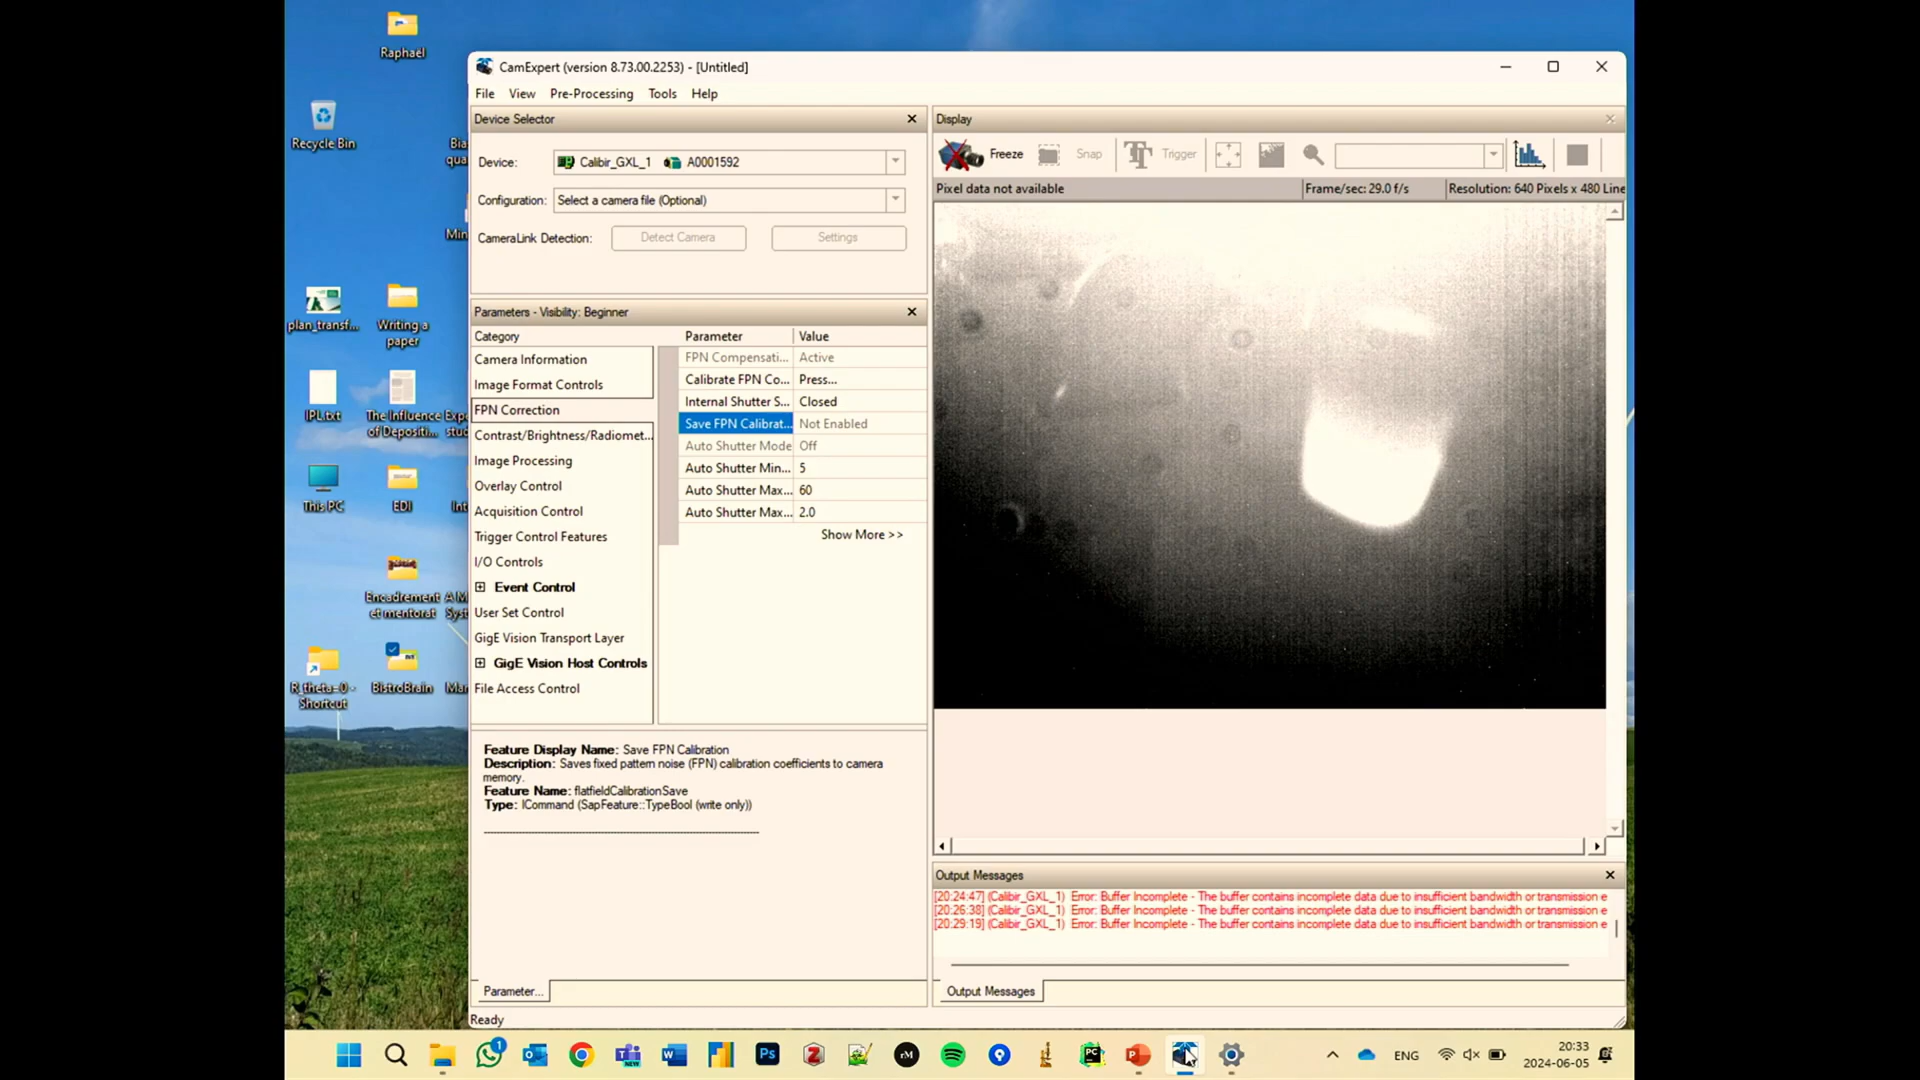 Raphael
Recycle Bin
plan_transf...
Writing a
paper
IPL.txt
The Influence
of Depositi...
This PC
EDI
Encadrement
et mentorat
R_theta=0 -
Shortcut
BistroBrain
CamExpert (version 8.73.00.2253) - [Untitled]
File View Pre-Processing Tools Help
Device Selector
Device: Calibir_GXL_1 A0001592
Configuration: Select a camera file (Optional)
CameraLink Detection: Detect Camera Settings
Parameters - Visibility: Beginner
Category
Camera Information
Image Format Controls
FPN Correction
Contrast/Brightness/Radiomet...
Image Processing
Overlay Control
Acquisition Control
Trigger Control Features
I/O Controls
Event Control
User Set Control
GigE Vision Transport Layer
GigE Vision Host Controls
File Access Control
Parameter Value
FPN Compensati... Active
Calibrate FPN Co... Press...
Internal Shutter S... Closed
Save FPN Calibrat... Not Enabled
Auto Shutter Mode Off
Auto Shutter Min... 5
Auto Shutter Max... 60
Auto Shutter Max... 2.0
Show More >>
Feature Display Name: Save FPN Calibration
Description: Saves fixed pattern noise (FPN) calibration coefficients to camera
memory.
Feature Name: flatfieldCalibrationSave
Type: ICommand (SapFeature::TypeBool (write only))
Parameter...
Ready
Display
Freeze Snap Trigger
Pixel data not available Frame/sec: 29.0 f/s Resolution: 640 Pixels x 480 Line
Output Messages
[20:24:47] (Calibir_GXL_1) Error: Buffer Incomplete - The buffer contains incomplete data due to insufficient bandwidth or transmission e
[20:26:38] (Calibir_GXL_1) Error: Buffer Incomplete - The buffer contains incomplete data due to insufficient bandwidth or transmission e
[20:29:19] (Calibir_GXL_1) Error: Buffer Incomplete - The buffer contains incomplete data due to insufficient bandwidth or transmission e
Output Messages
ENG
20:33
2024-06-05